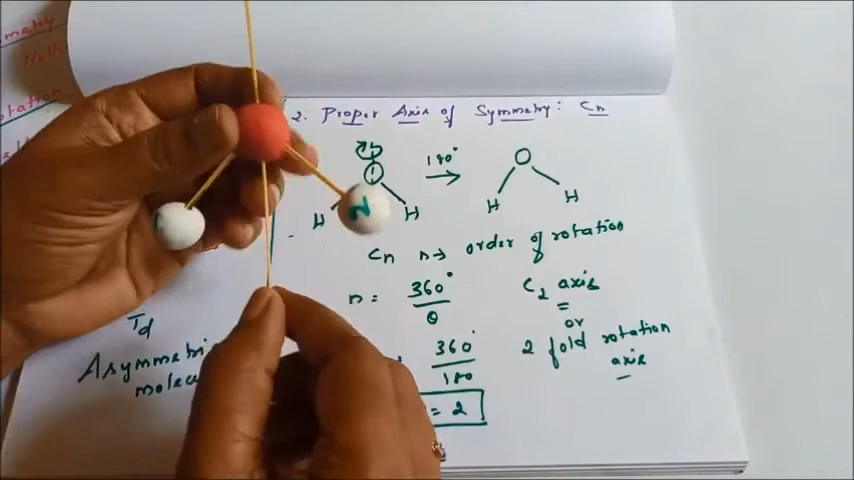 2. Proper Axis of Symmetry: Cn
180°
H H H H
Cn n→ order of rotation
n = 360° / θ
C2 axis
or
2 fold rotation
axis
360° / 180
= 2
Td
Asymmetric
N